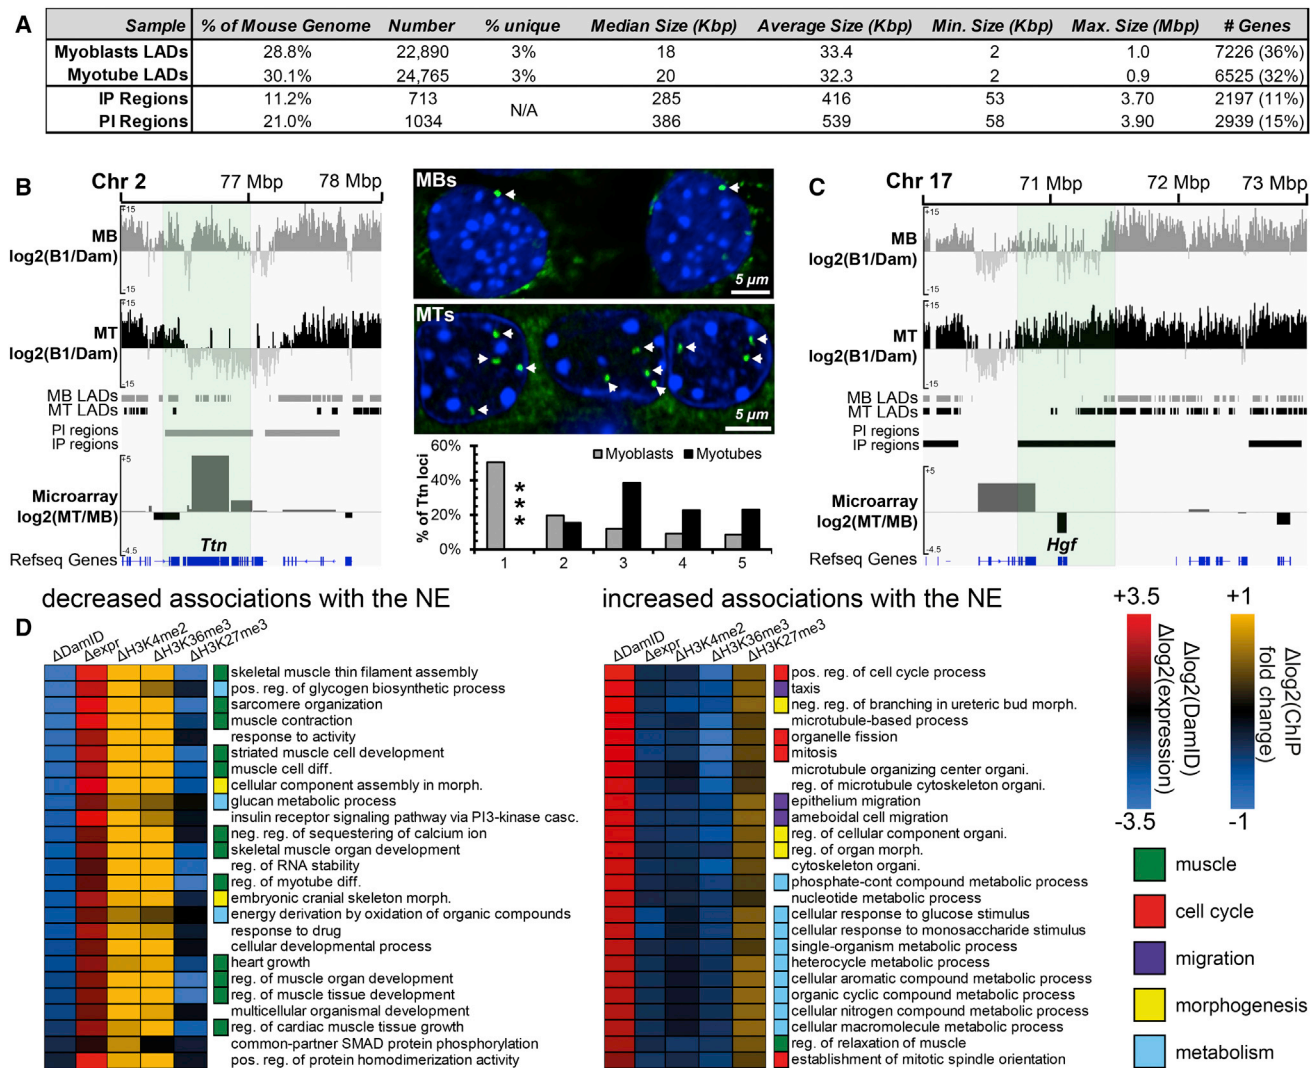 A
Sample % of Mouse Genome Number % unique Median Size (Kbp) Average Size (Kbp) Min. Size (Kbp) Max. Size (Mbp) # Genes
Myoblasts LADs 28.8% 22,890 3% 18 33.4 2 1.0 7226 (36%)
Myotube LADs 30.1% 24,765 3% 20 32.3 2 0.9 6525 (32%)
IP Regions 11.2% 713 N/A 285 416 53 3.70 2197 (11%)
PI Regions 21.0% 1034 386 539 58 3.90 2939 (15%)
B
Chr 2 77 Mbp 78 Mbp
+15
MB
log2(B1/Dam)
-15
+15
MT
log2(B1/Dam)
-15
MB LADs
MT LADs
PI regions
IP regions
+5
Microarray
log2(MT/MB)
-4.5
Ttn
Refseq Genes
MBs
5 µm
MTs
5 µm
% of Ttn loci
60%
40%
20%
0%
Myoblasts Myotubes
***
1 2 3 4 5
C
Chr 17 71 Mbp 72 Mbp 73 Mbp
+15
MB
log2(B1/Dam)
-15
+15
MT
log2(B1/Dam)
-15
MB LADs
MT LADs
PI regions
IP regions
+5
Microarray
log2(MT/MB)
-4.5
Hgf
Refseq Genes
D
decreased associations with the NE
ΔDamID
Δexpr
ΔH3K4me2
ΔH3K36me3
ΔH3K27me3
skeletal muscle thin filament assembly
pos. reg. of glycogen biosynthetic process
sarcomere organization
muscle contraction
response to activity
striated muscle cell development
muscle cell diff.
cellular component assembly in morph.
glucan metabolic process
insulin receptor signaling pathway via PI3-kinase casc.
neg. reg. of sequestering of calcium ion
skeletal muscle organ development
reg. of RNA stability
reg. of myotube diff.
embryonic cranial skeleton morph.
energy derivation by oxidation of organic compounds
response to drug
cellular developmental process
heart growth
reg. of muscle organ development
reg. of muscle tissue development
multicellular organismal development
reg. of cardiac muscle tissue growth
common-partner SMAD protein phosphorylation
pos. reg. of protein homodimerization activity
increased associations with the NE
ΔDamID
Δexpr
ΔH3K4me2
ΔH3K36me3
ΔH3K27me3
pos. reg. of cell cycle process
taxis
neg. reg. of branching in ureteric bud morph.
microtubule-based process
organelle fission
mitosis
microtubule organizing center organi.
reg. of microtubule cytoskeleton organi.
epithelium migration
ameboidal cell migration
reg. of cellular component organi.
reg. of organ morph.
cytoskeleton organi.
phosphate-cont compound metabolic process
nucleotide metabolic process
cellular response to glucose stimulus
cellular response to monosaccharide stimulus
single-organism metabolic process
heterocycle metabolic process
cellular aromatic compound metabolic process
organic cyclic compound metabolic process
cellular nitrogen compound metabolic process
cellular macromolecule metabolic process
reg. of relaxation of muscle
establishment of mitotic spindle orientation
+3.5
Δlog2(DamID)
Δlog2(expression)
-3.5
+1
Δlog2(ChIP
fold change)
-1
muscle
cell cycle
migration
morphogenesis
metabolism